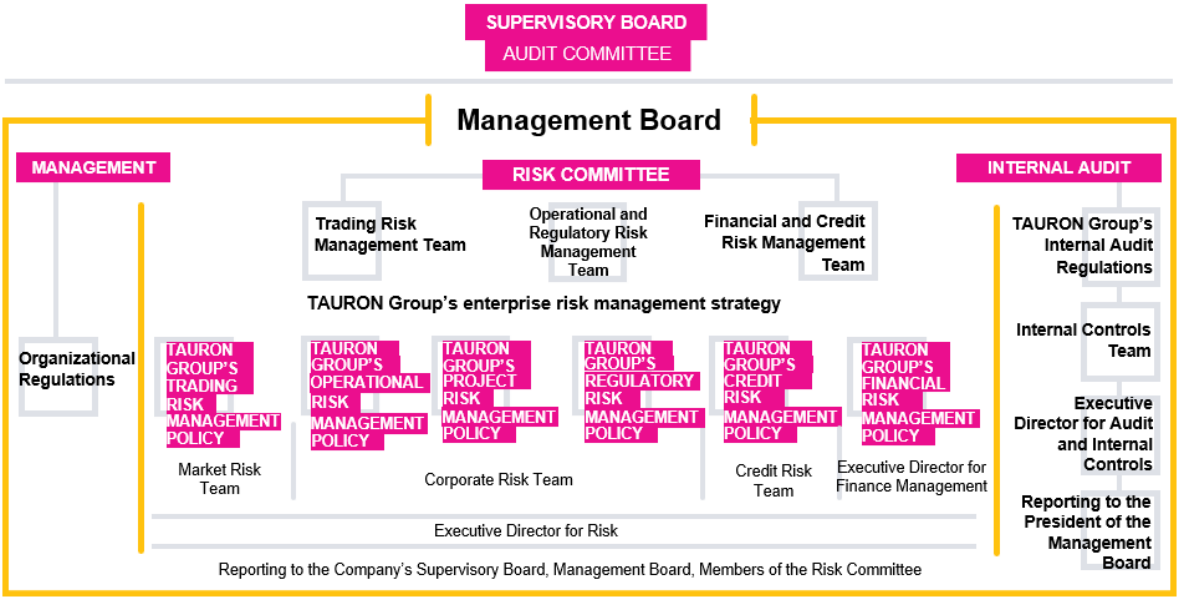 SUPERVISORY BOARD
AUDIT COMMITTEE
Management Board
MANAGEMENT
RISK COMMITTEE
INTERNAL AUDIT
Organizational
Regulations
Trading Risk
Management Team
Operational and
Regulatory Risk
Management
Team
Financial and Credit
Risk Management
Team
TAURON Group's enterprise risk management strategy
TAURON
GROUP'S
TRADING
RISK
MANAGEMENT
POLICY
TAURON
GROUP'S
OPERATIONAL
RISK
MANAGEMENT
POLICY
TAURON
GROUP'S
PROJECT
RISK
MANAGEMENT
POLICY
TAURON
GROUP'S
REGULATORY
RISK
MANAGEMENT
POLICY
TAURON
GROUP'S
CREDIT
RISK
MANAGEMENT
POLICY
TAURON
GROUP'S
FINANCIAL
RISK
MANAGEMENT
POLICY
Market Risk
Team
Corporate Risk Team
Credit Risk
Team
Executive Director for
Finance Management
Executive Director for Risk
Reporting to the Company's Supervisory Board, Management Board, Members of the Risk Committee
TAURON Group's
Internal Audit
Regulations
Internal Controls
Team
Executive
Director for Audit
and Internal
Controls
Reporting to the
President of the
Management
Board